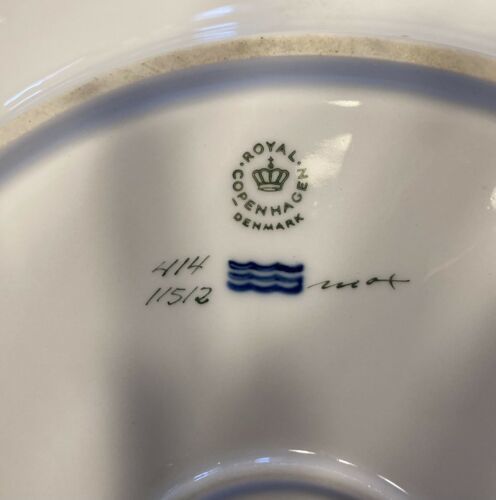 ROYAL
COPENHAGEN
DENMARK
414
11512